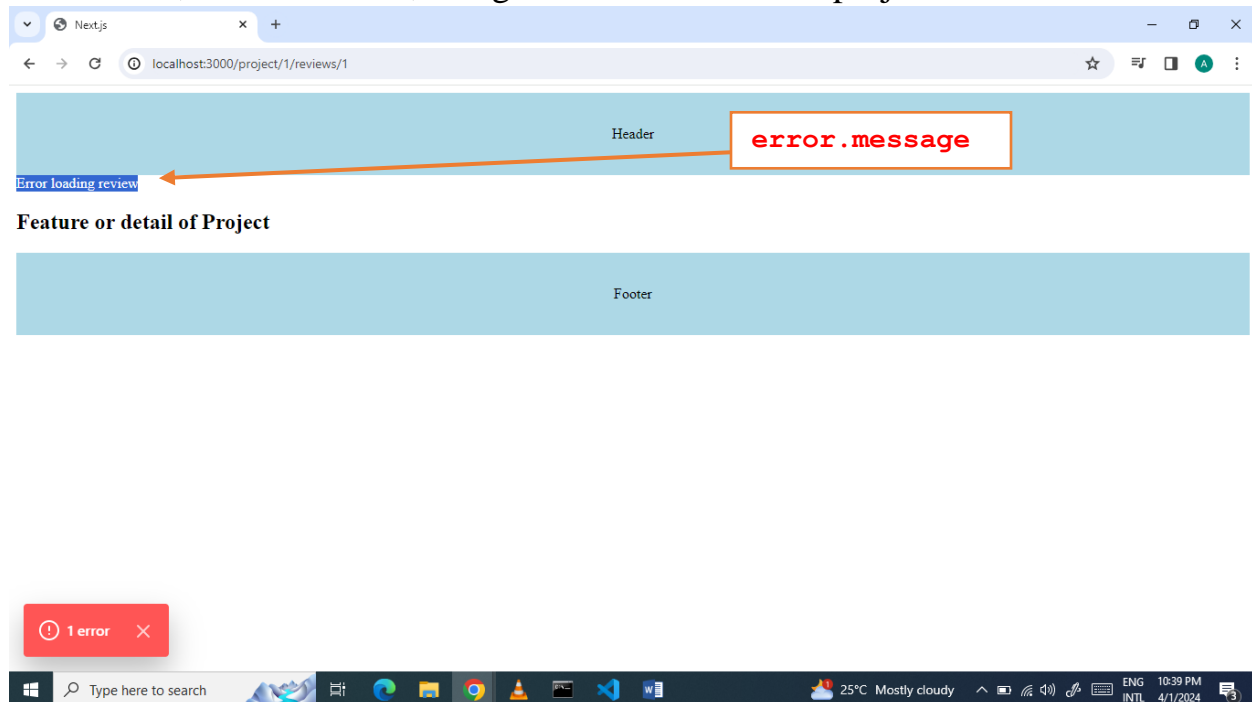 Next.js
localhost:3000/project/1/reviews/1
A
Header
error.message
Error loading review
Feature or detail of Project
Footer
1 error
Type here to search
25°C Mostly cloudy
ENG
INTL
10:39 PM
4/1/2024
3